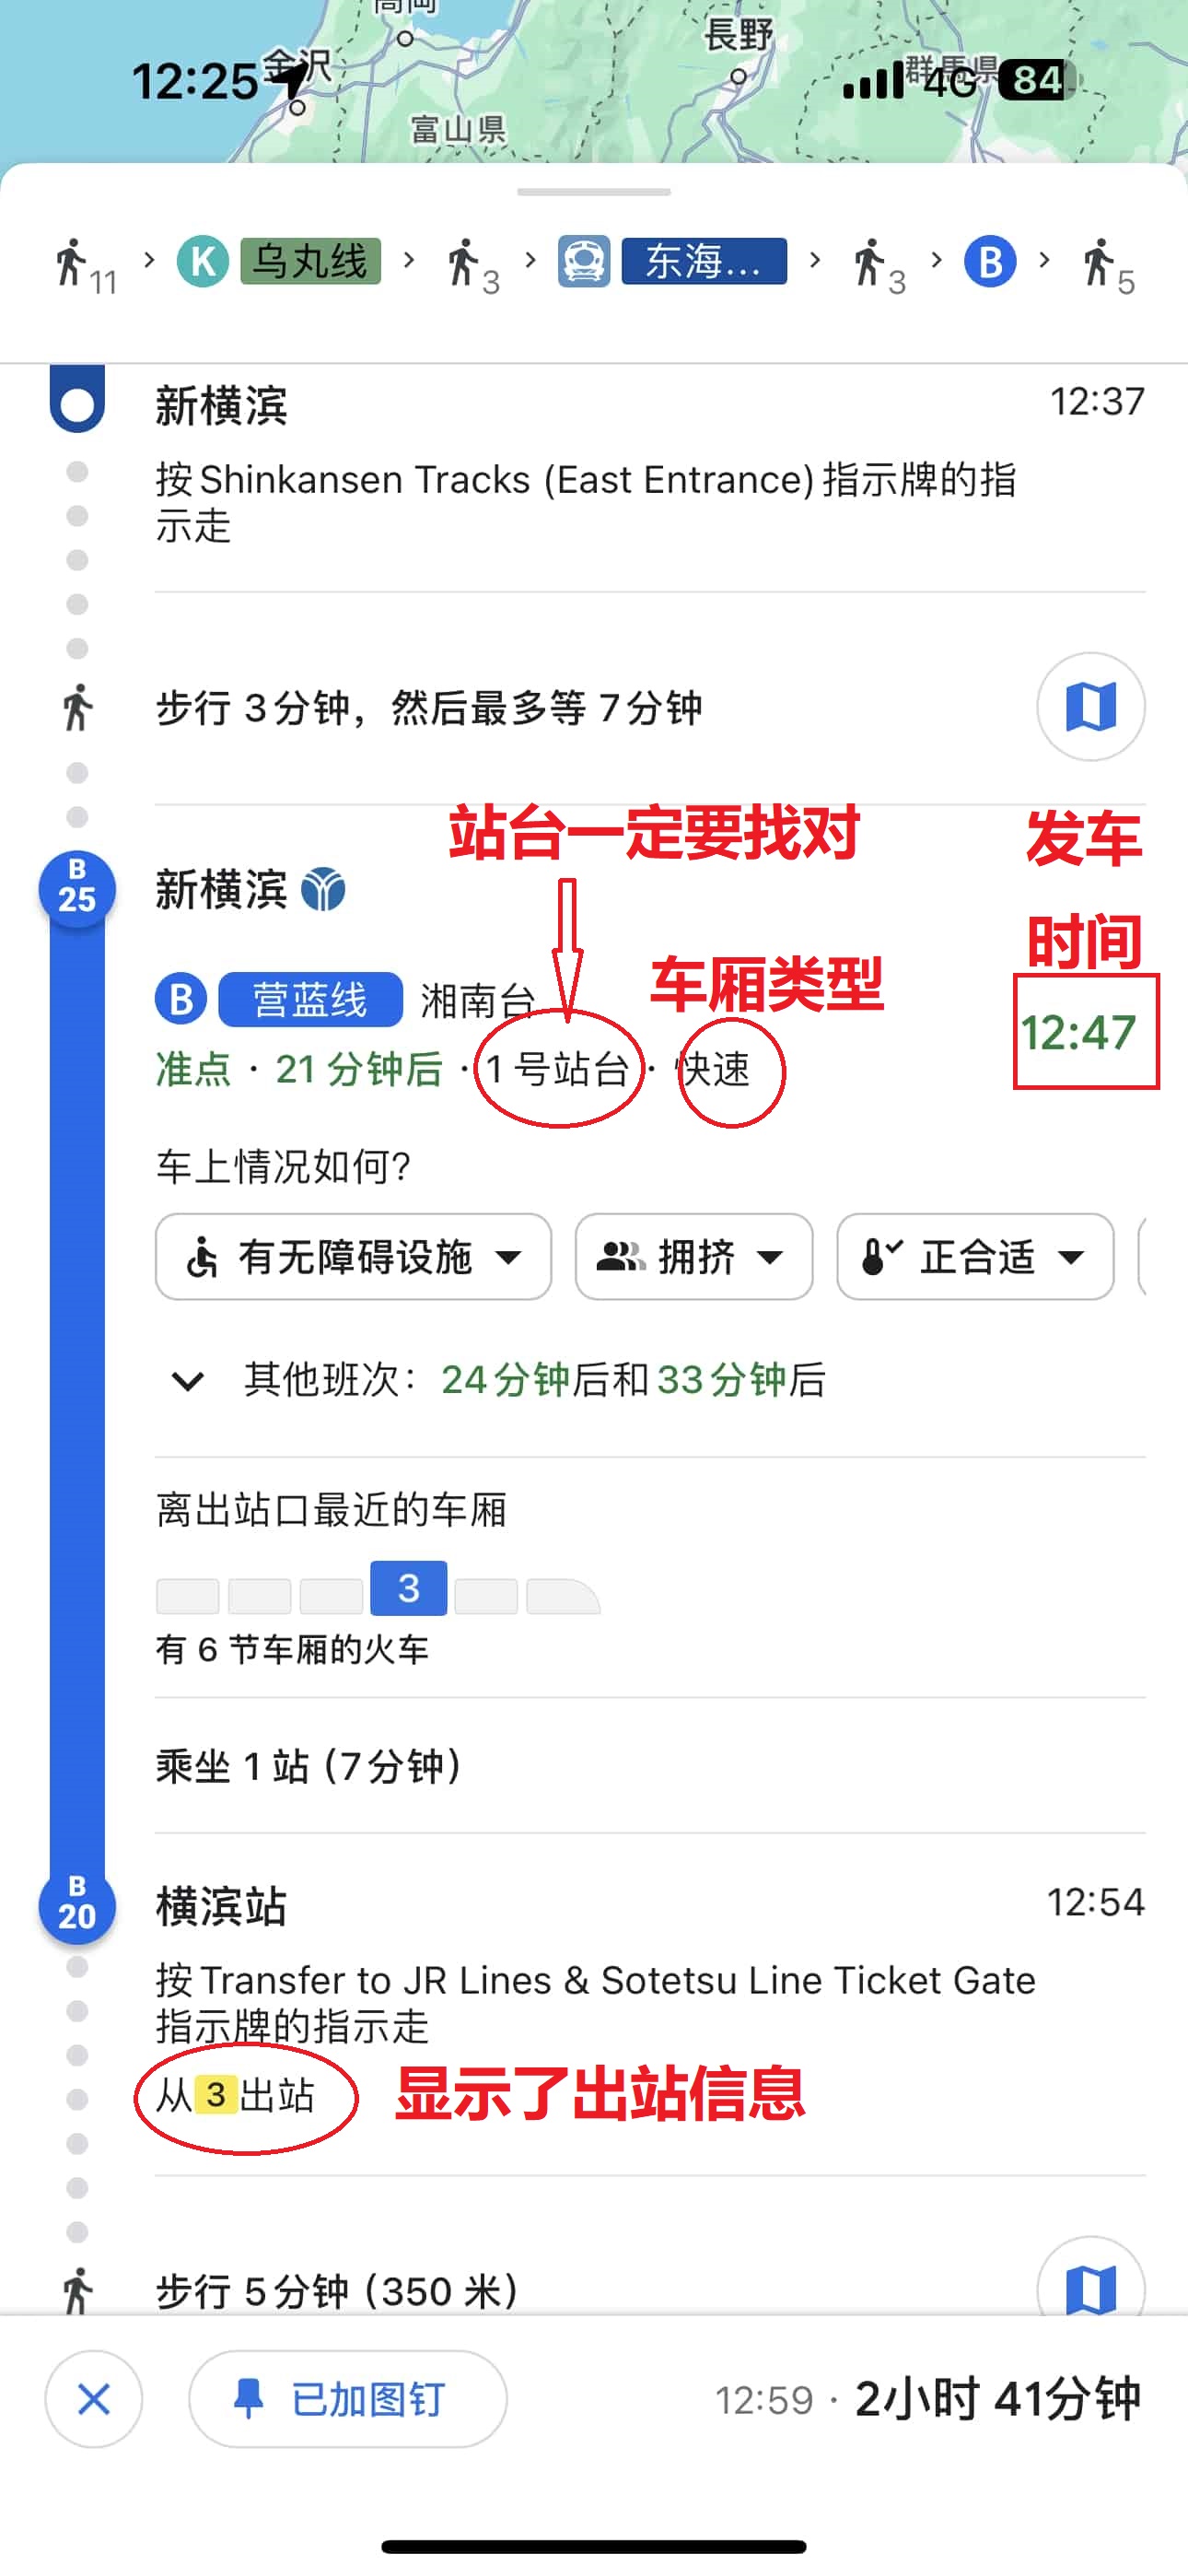 高岡
長野
12:25
金沢
群馬県
4G
84
富山県
11
K
乌丸线
3
东海...
3
B
5
新横滨
12:37
按 Shinkansen Tracks (East Entrance) 指示牌的指
示走
步行 3 分钟，然后最多等 7 分钟
站台一定要找对
发车
时间
B
25
新横滨
车厢类型
B
营蓝线
湘南台
12:47
准点 · 21 分钟后 · 1 号站台 · 快速
车上情况如何?
有无障碍设施
拥挤
正合适
其他班次： 24 分钟后和 33 分钟后
离出站口最近的车厢
3
有 6 节车厢的火车
乘坐 1 站 (7 分钟)
B
20
横滨站
12:54
按 Transfer to JR Lines & Sotetsu Line Ticket Gate
指示牌的指示走
从 3 出站
显示了出站信息
步行 5 分钟 (350 米)
已加图钉
12:59 · 2小时 41分钟